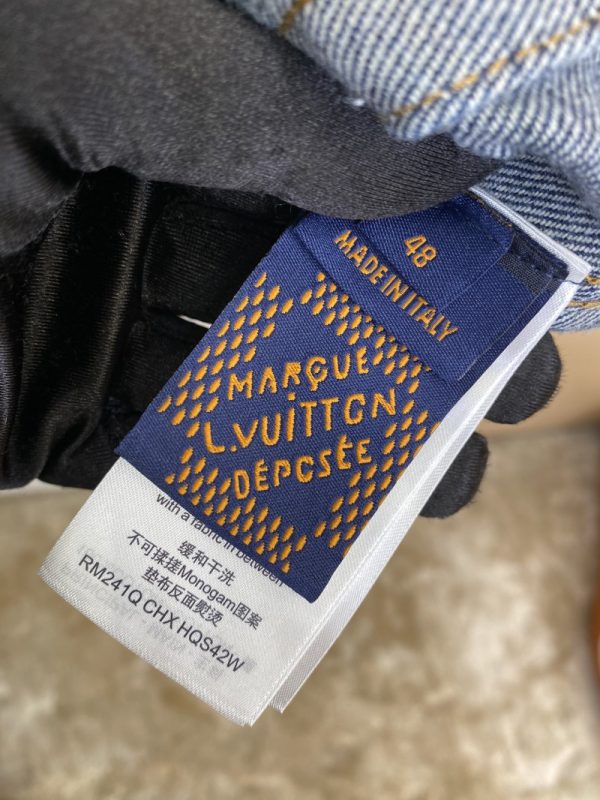 48
MADE IN ITALY
MARQUE
L.VUITTON
DÉPOSÉE
with a fabric in between
缓和干洗
不可揉搓Monogam图案
垫布反面熨烫
RM241Q CHX HQS42W